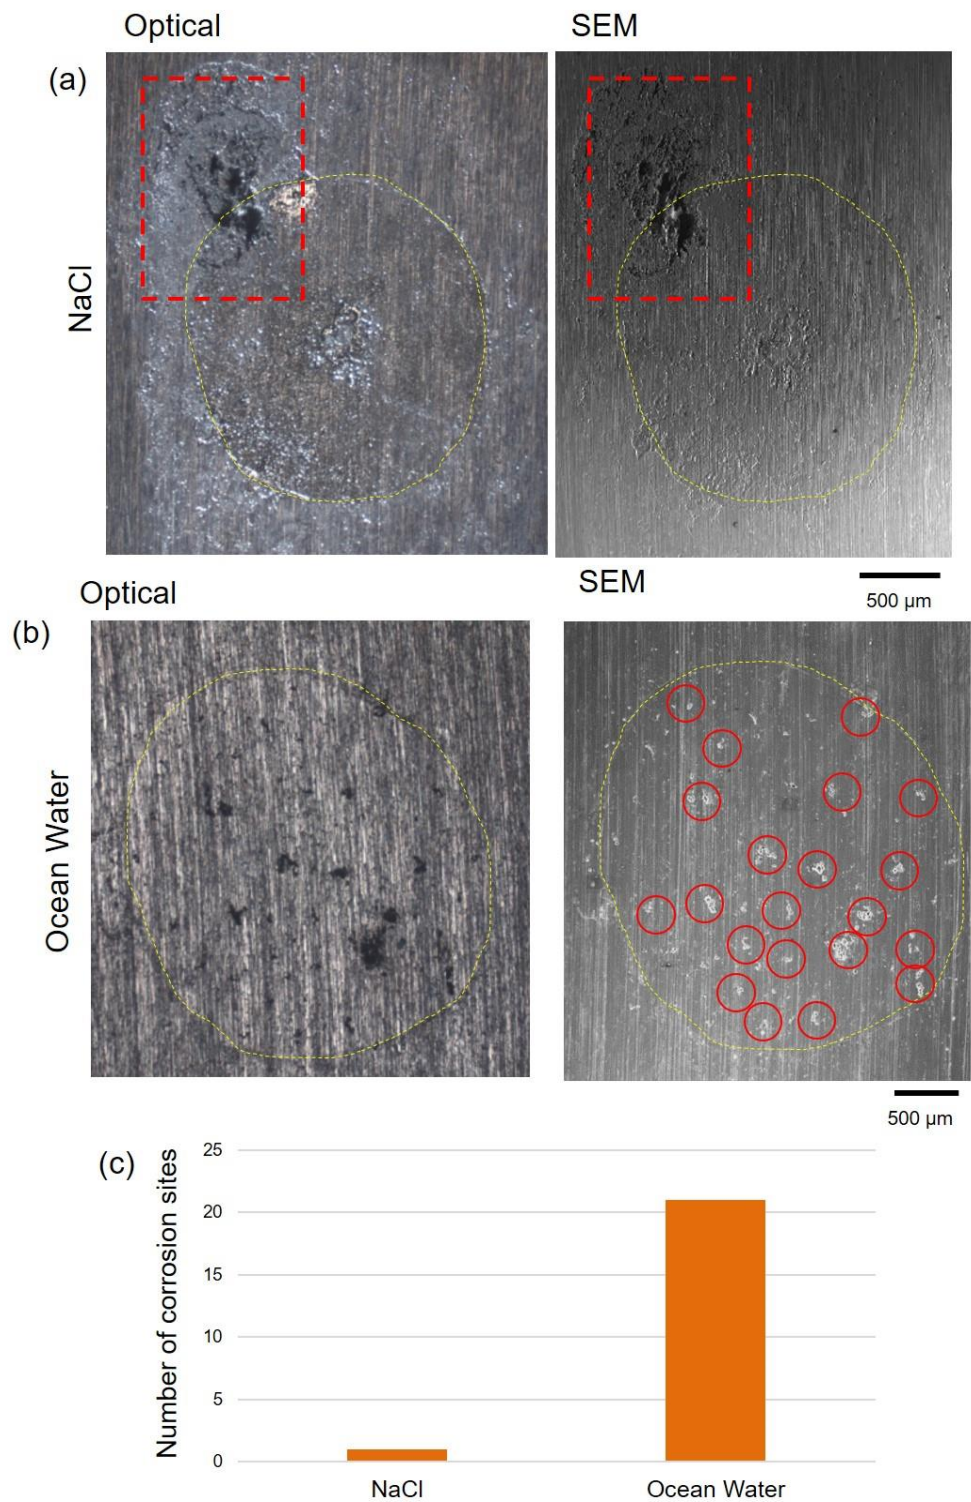 Optical
SEM
(a)
NaCl
500 µm
Optical
SEM
(b)
Ocean Water
500 µm
(c)
Number of corrosion sites
25
20
15
10
5
0
NaCl
Ocean Water